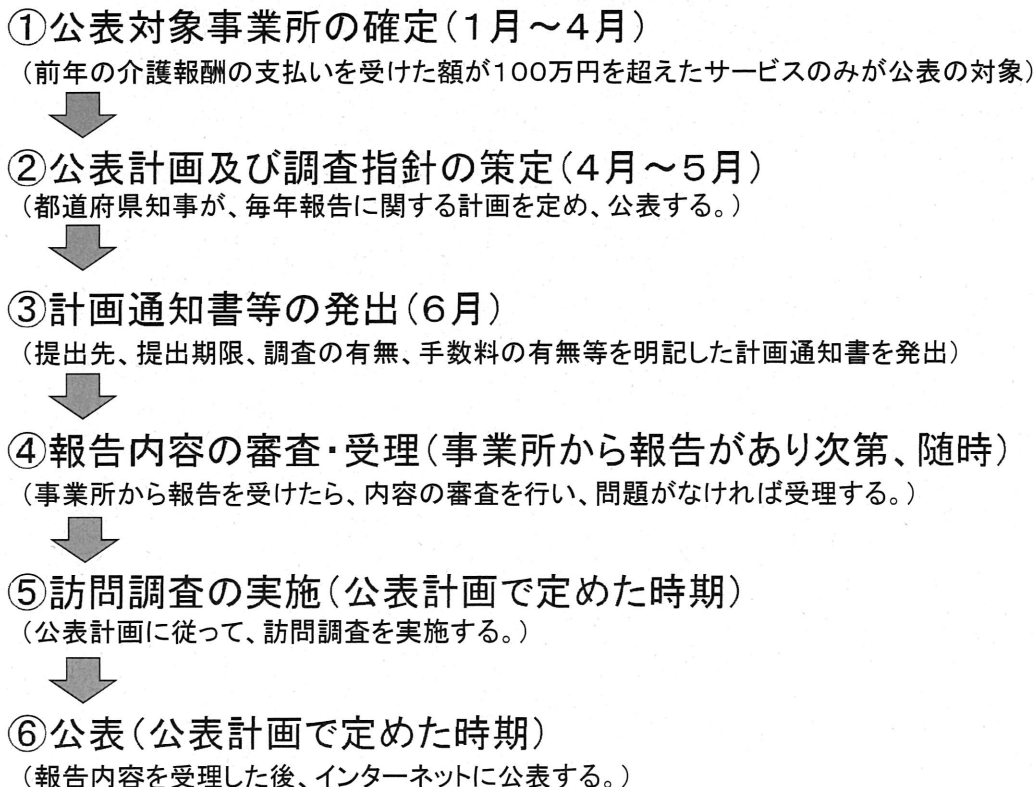 ①公表対象事業所の確定(1月～4月)
(前年の介護報酬の支払いを受けた額が100万円を超えたサービスのみが公表の対象)
②公表計画及び調査指針の策定(4月～5月)
(都道府県知事が、毎年報告に関する計画を定め、公表する。)
③計画通知書等の発出(6月)
(提出先、提出期限、調査の有無、手数料の有無等を明記した計画通知書を発出)
④報告内容の審査・受理(事業所から報告があり次第、随時)
(事業所から報告を受けたら、内容の審査を行い、問題がなければ受理する。)
⑤訪問調査の実施(公表計画で定めた時期)
(公表計画に従って、訪問調査を実施する。)
⑥公表(公表計画で定めた時期)
(報告内容を受理した後、インターネットに公表する。)